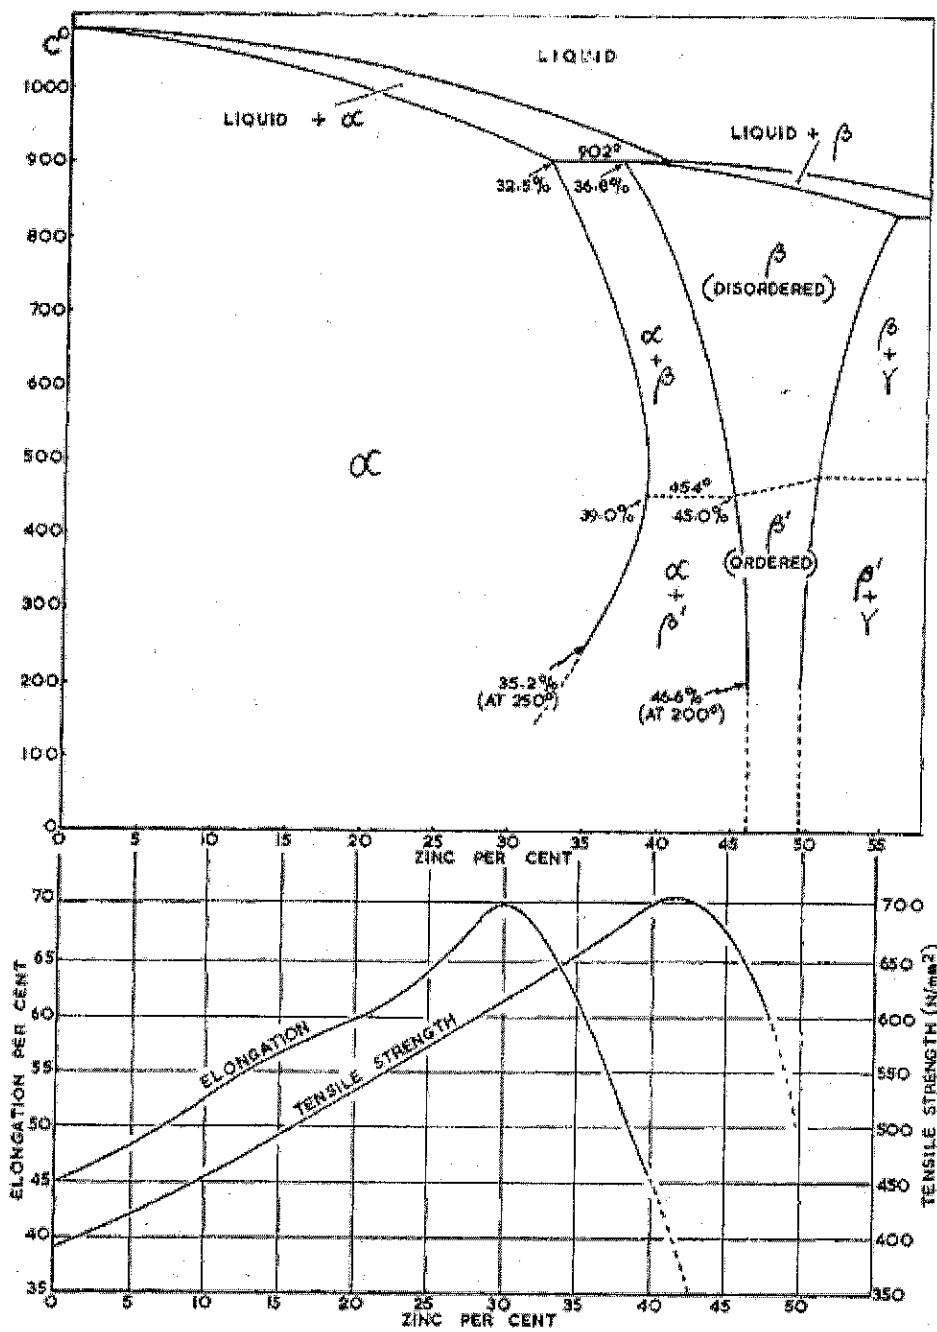 C°
LIQUID
1000
LIQUID + α
LIQUID + β
902°
900
32.5%
36.8%
800
β
(DISORDERED)
700
α
+
β
β
+
γ
600
500
α
454°
400
39.0%
45.0%
β'
(ORDERED)
300
α
+
β'
β'
+
γ
200
35.2%
(AT 250°)
46.6%
(AT 200°)
100
0
0 5 10 15 20 25 30 35 40 45 50 55
ZINC PER CENT
70
65
60
55
50
45
40
35
ELONGATION PER CENT
ELONGATION
TENSILE STRENGTH
700
650
600
550
500
450
400
350
TENSILE STRENGTH (N/mm²)
0 5 10 15 20 25 30 35 40 45 50
ZINC PER CENT